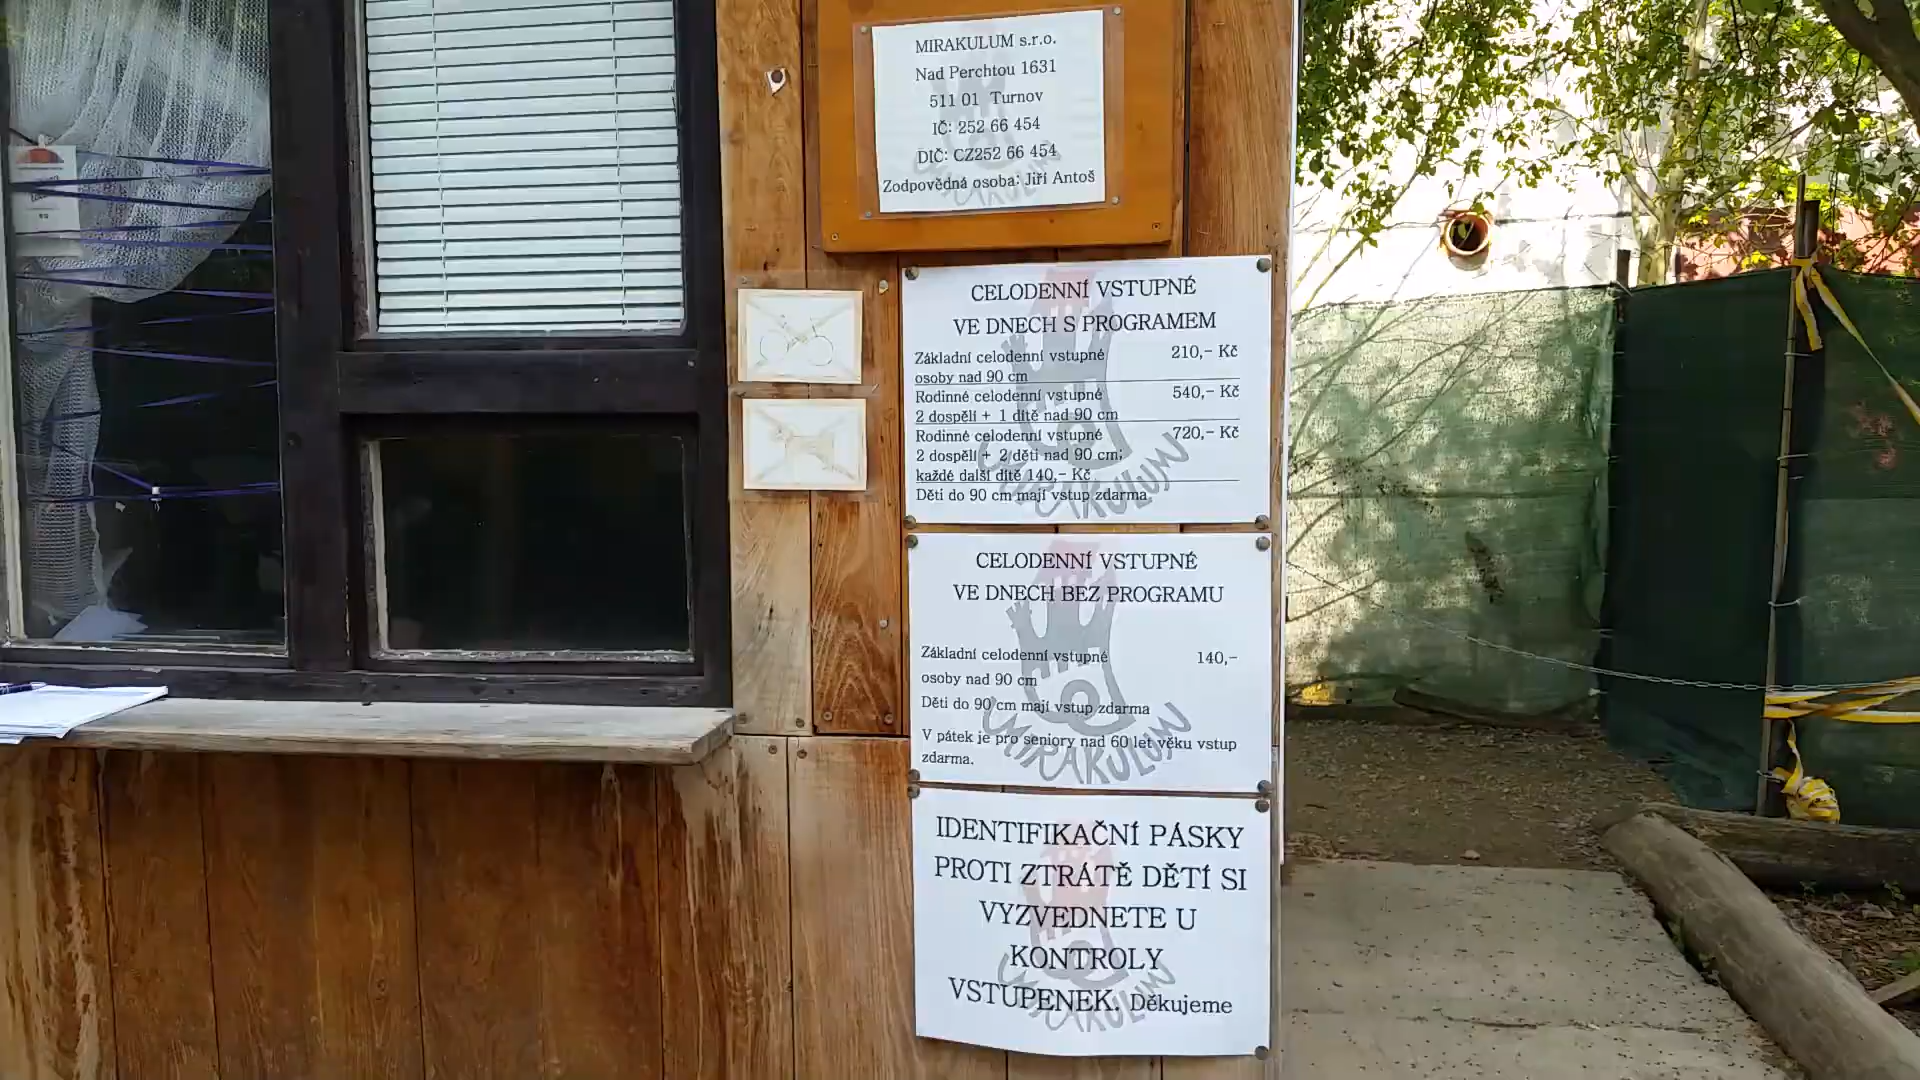 MIRAKULUM s.r.o.
Nad Perchtou 1631
511 01 Turnov
IČ: 252 66 454
DIČ: CZ252 66 454
Zodpovědná osoba: Jiří Antoš
CELODENNÍ VSTUPNÉ
VE DNECH S PROGRAMEM
Základní celodenní vstupné 210,- Kč
osoby nad 90 cm
Rodinné celodenní vstupné 540,- Kč
2 dospělí + 1 dítě nad 90 cm
Rodinné celodenní vstupné 720,- Kč
2 dospělí + 2 děti nad 90 cm;
každé další dítě 140,- Kč
Děti do 90 cm mají vstup zdarma
MIRAKULUM
CELODENNÍ VSTUPNÉ
VE DNECH BEZ PROGRAMU
Základní celodenní vstupné 140,-
osoby nad 90 cm
Děti do 90 cm mají vstup zdarma
V pátek je pro seniory nad 60 let věku vstup
zdarma.
MIRAKULUM
IDENTIFIKAČNÍ PÁSKY
PROTI ZTRÁTĚ DĚTÍ SI
VYZVEDNETE U
KONTROLY
VSTUPENEK. Děkujeme
MIRAKULUM